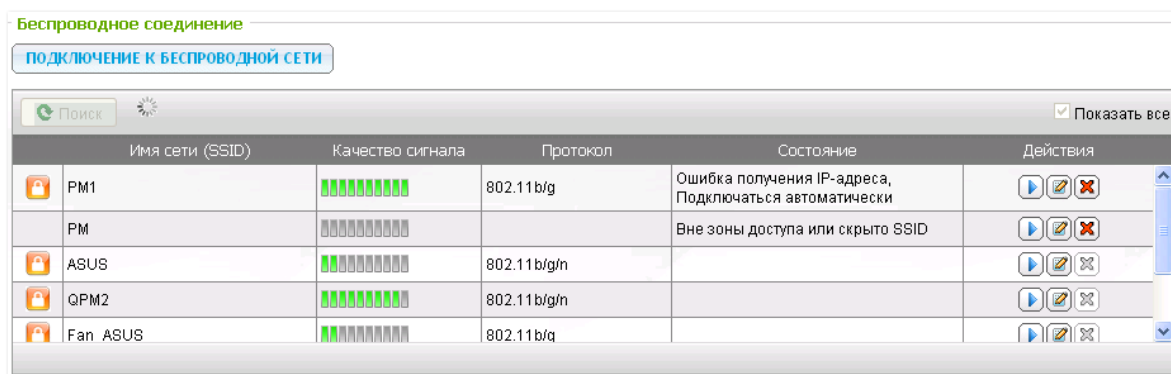 Беспроводное соединение
ПОДКЛЮЧЕНИЕ К БЕСПРОВОДНОЙ СЕТИ
Поиск
Показать все
Имя сети (SSID) Качество сигнала Протокол Состояние Действия
PM1 802.11b/g Ошибка получения IP-адреса,
Подключаться автоматически
PM Вне зоны доступа или скрыто SSID
ASUS 802.11b/g/n
QPM2 802.11b/g/n
Fan_ASUS 802.11b/g